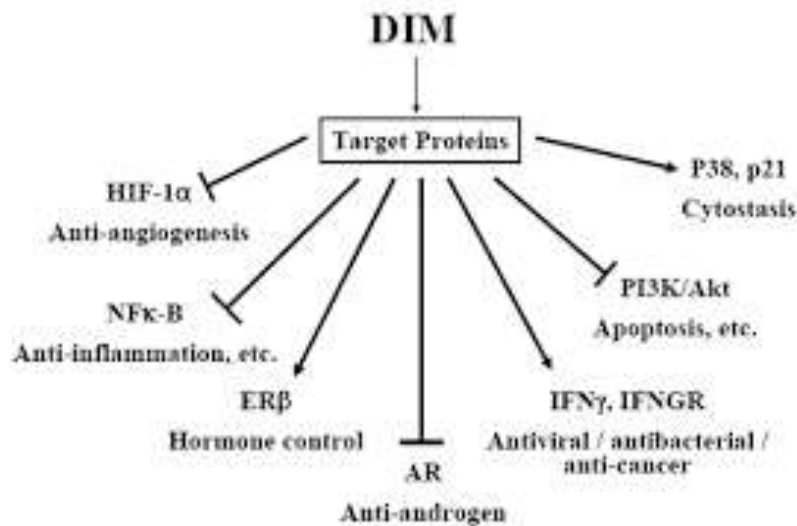 DIM
Target Proteins
P38, p21
Cytostasis
HIF-1α
Anti-angiogenesis
PI3K/Akt
Apoptosis, etc.
NFκ-B
Anti-inflammation, etc.
ERβ
Hormone control
IFNγ, IFNGR
Antiviral / antibacterial /
anti-cancer
AR
Anti-androgen